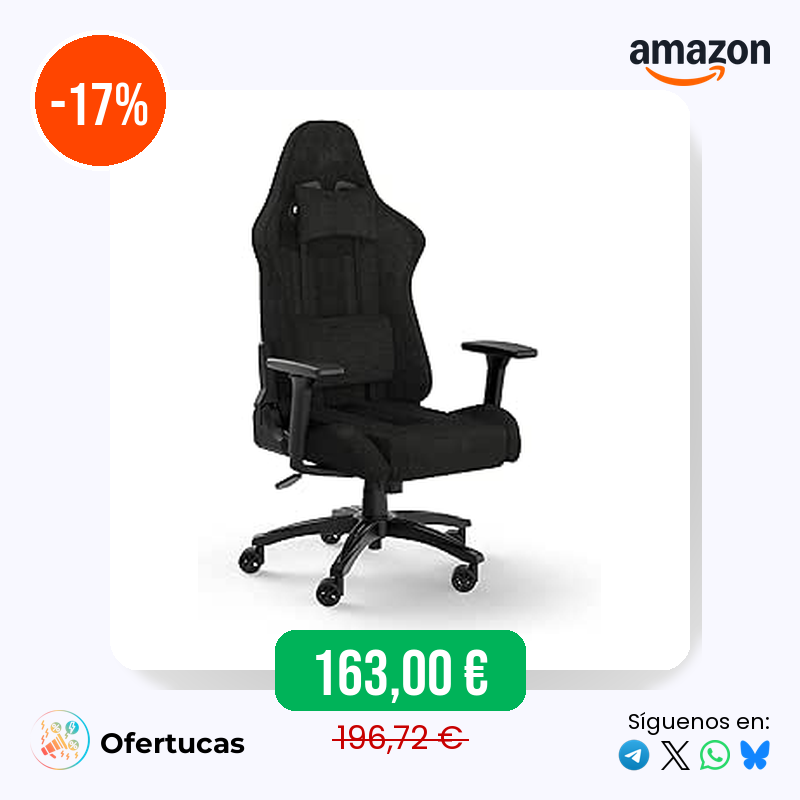 -17%
amazon
163,00 €
196,72 €
Ofertucas
Síguenos en: